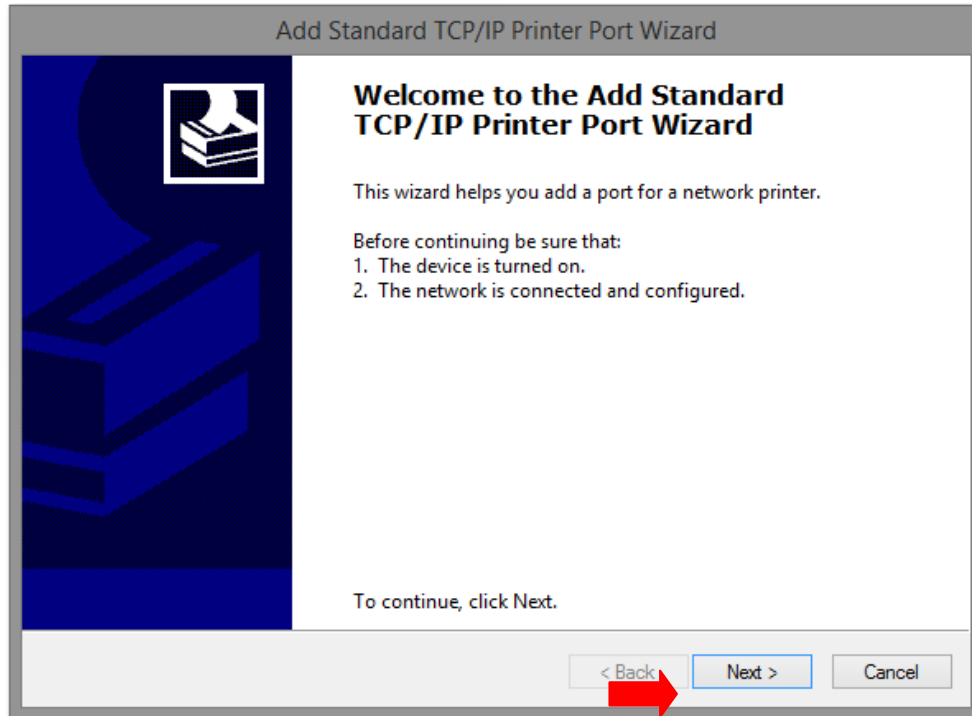 Add Standard TCP/IP Printer Port Wizard
Welcome to the Add Standard
TCP/IP Printer Port Wizard
This wizard helps you add a port for a network printer.
Before continuing be sure that:
1. The device is turned on.
2. The network is connected and configured.
To continue, click Next.
< Back Next > Cancel